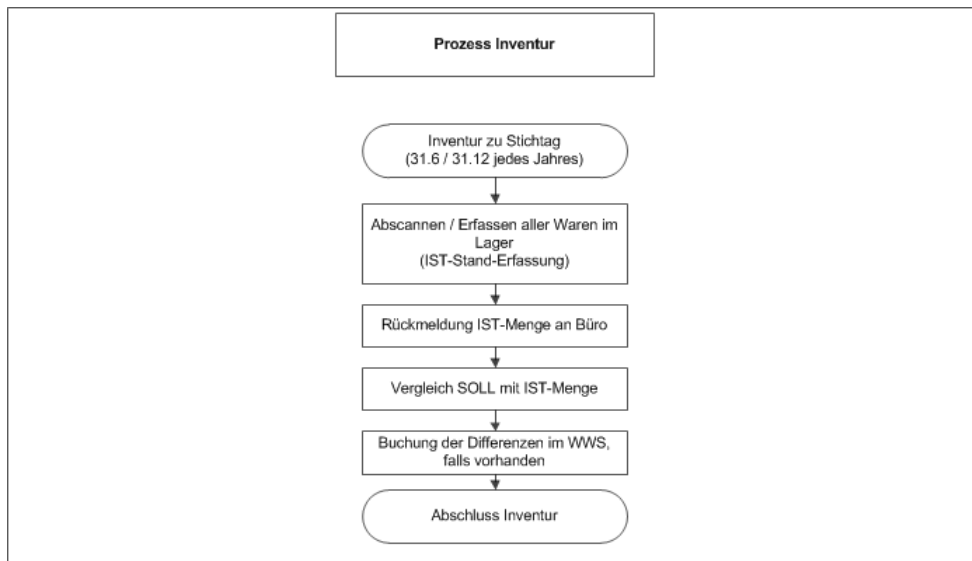 Prozess Inventur
Inventur zu Stichtag
(31.6 / 31.12 jedes Jahres)
Abscannen / Erfassen aller Waren im
Lager
(IST-Stand-Erfassung)
Rückmeldung IST-Menge an Büro
Vergleich SOLL mit IST-Menge
Buchung der Differenzen im WWS,
falls vorhanden
Abschluss Inventur